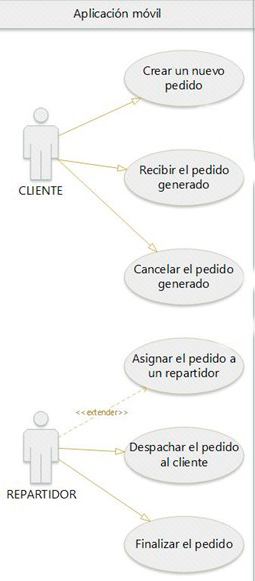 Aplicación móvil
Crear un nuevo
pedido
CLIENTE
Recibir el pedido
generado
Cancelar el pedido
generado
Asignar el pedido a
un repartidor
<<extender>>
REPARTIDOR
Despachar el pedido
al cliente
Finalizar el pedido